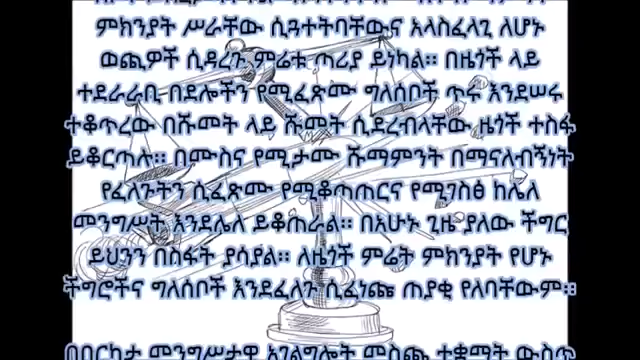 ምክንያት ሥራቸው ሲጓተትባቸውና አላስፈላጊ ለሆኑ
ወጪዎች ሲዳረጉ ምሬቱ ጣሪያ ይነካል። በዜጎች ላይ
ተደራራቢ በደሎችን የሚፈጽሙ ግለሰቦች ጥሩ እንደሠሩ
ተቆጥረው በሹመት ላይ ሹመት ሲደረብላቸው ዜጎች ተስፋ
ይቆርጣሉ። በሙስና የሚታሙ ሹማምንት በማናለብኝነት
የፈለጉትን ሲፈጽሙ የሚቆጣጠርና የሚገስፅ ከሌለ
መንግሥት እንደሌለ ይቆጠራል። በአሁኑ ጊዜ ያለው ችግር
ይህንን በስፋት ያሳያል። ለዜጎች ምሬት ምክንያት የሆኑ
ችግሮችና ግለሰቦች እንደፈለጉ ሲፈነጩ ጠያቂ የለባቸውም።
በበርካታ መንግሥታዊ አገልግሎት መስጫ ተቋማት ውስጥ